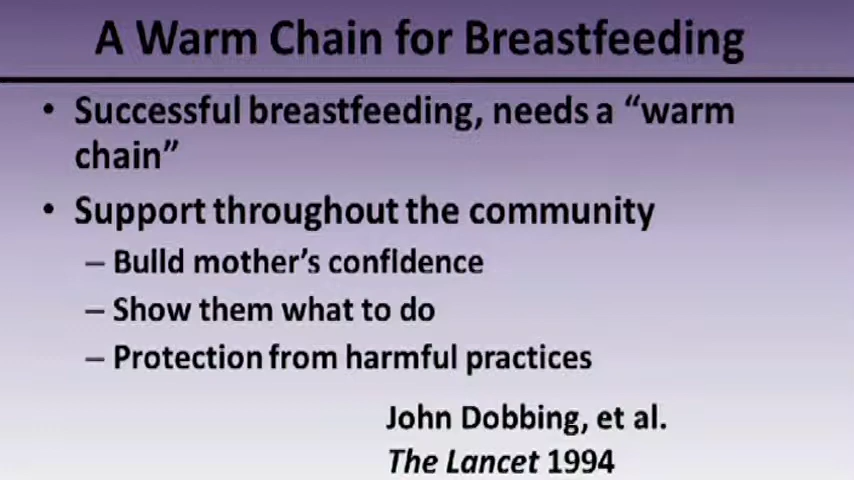 A Warm Chain for Breastfeeding
• Successful breastfeeding, needs a “warm
chain”
• Support throughout the community
– Build mother’s confidence
– Show them what to do
– Protection from harmful practices
John Dobbing, et al.
The Lancet 1994